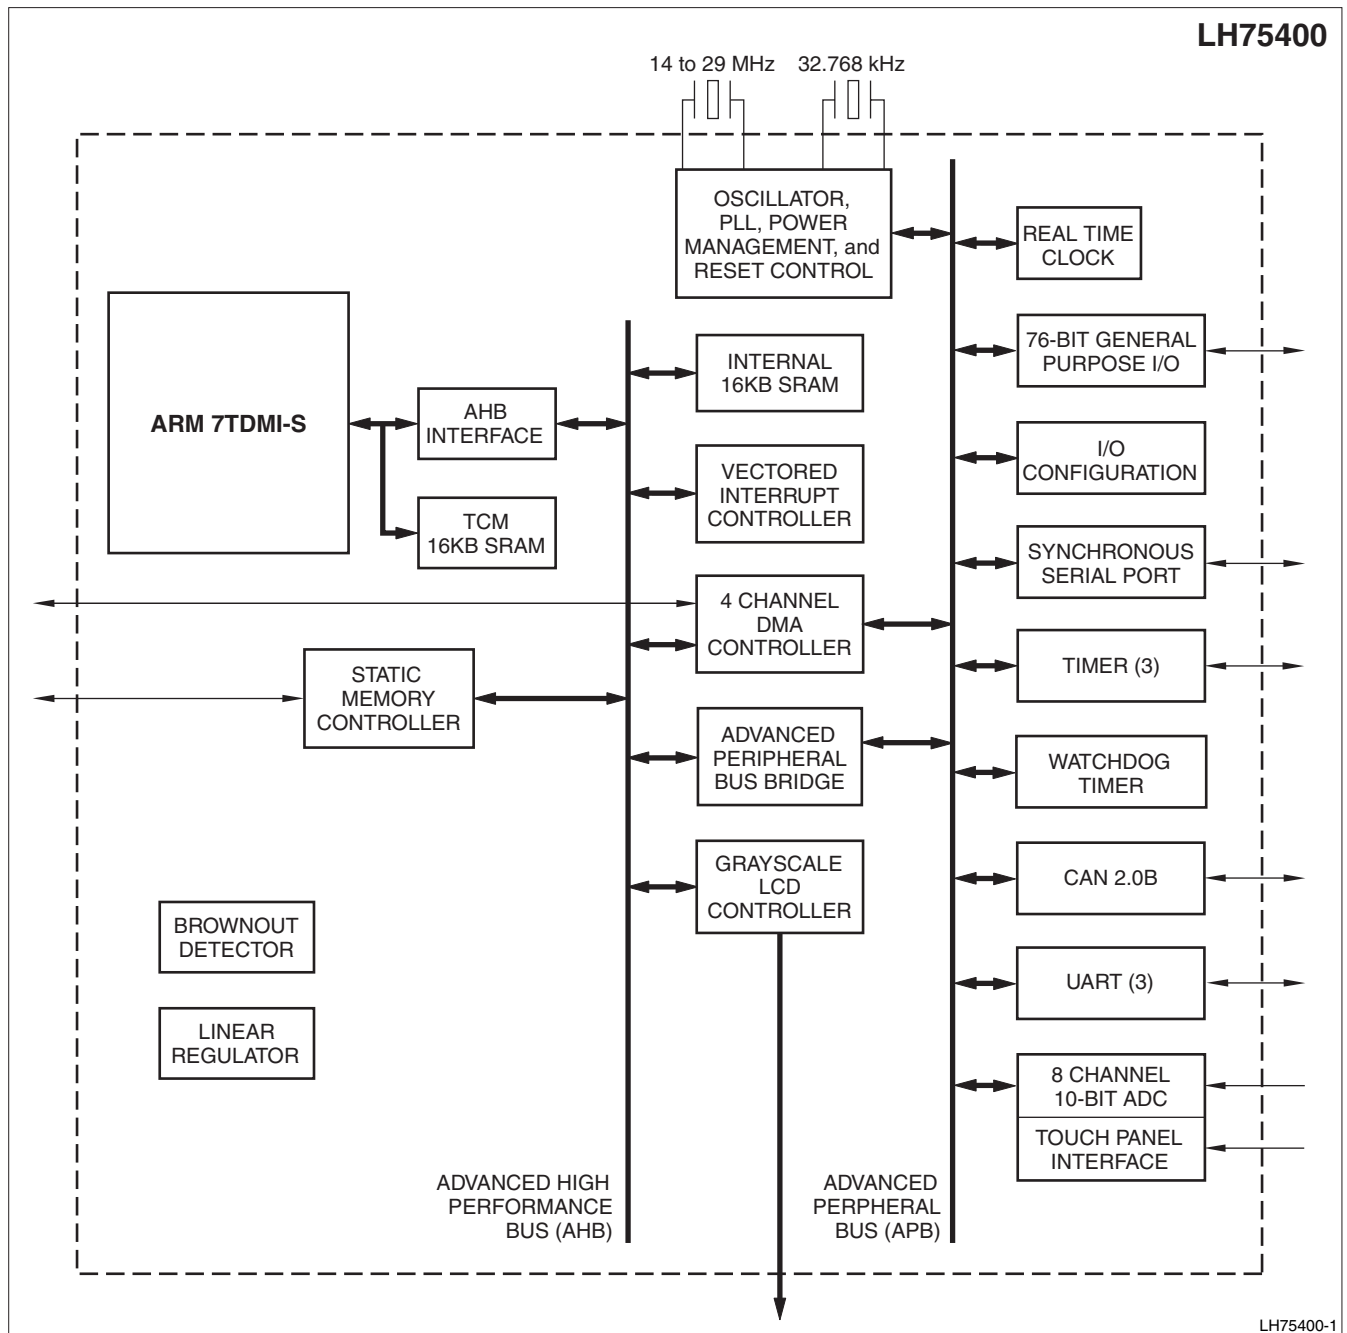 LH75400
14 to 29 MHz
32.768 kHz
OSCILLATOR,
PLL, POWER
MANAGEMENT, and
RESET CONTROL
REAL TIME
CLOCK
76-BIT GENERAL
PURPOSE I/O
INTERNAL
16KB SRAM
ARM 7TDMI-S
AHB
INTERFACE
I/O
CONFIGURATION
VECTORED
INTERRUPT
CONTROLLER
TCM
16KB SRAM
SYNCHRONOUS
SERIAL PORT
4 CHANNEL
DMA
CONTROLLER
TIMER (3)
STATIC
MEMORY
CONTROLLER
ADVANCED
PERIPHERAL
BUS BRIDGE
WATCHDOG
TIMER
GRAYSCALE
LCD
CONTROLLER
CAN 2.0B
BROWNOUT
DETECTOR
UART (3)
LINEAR
REGULATOR
8 CHANNEL
10-BIT ADC
TOUCH PANEL
INTERFACE
ADVANCED HIGH
PERFORMANCE
BUS (AHB)
ADVANCED
PERPHERAL
BUS (APB)
LH75400-1